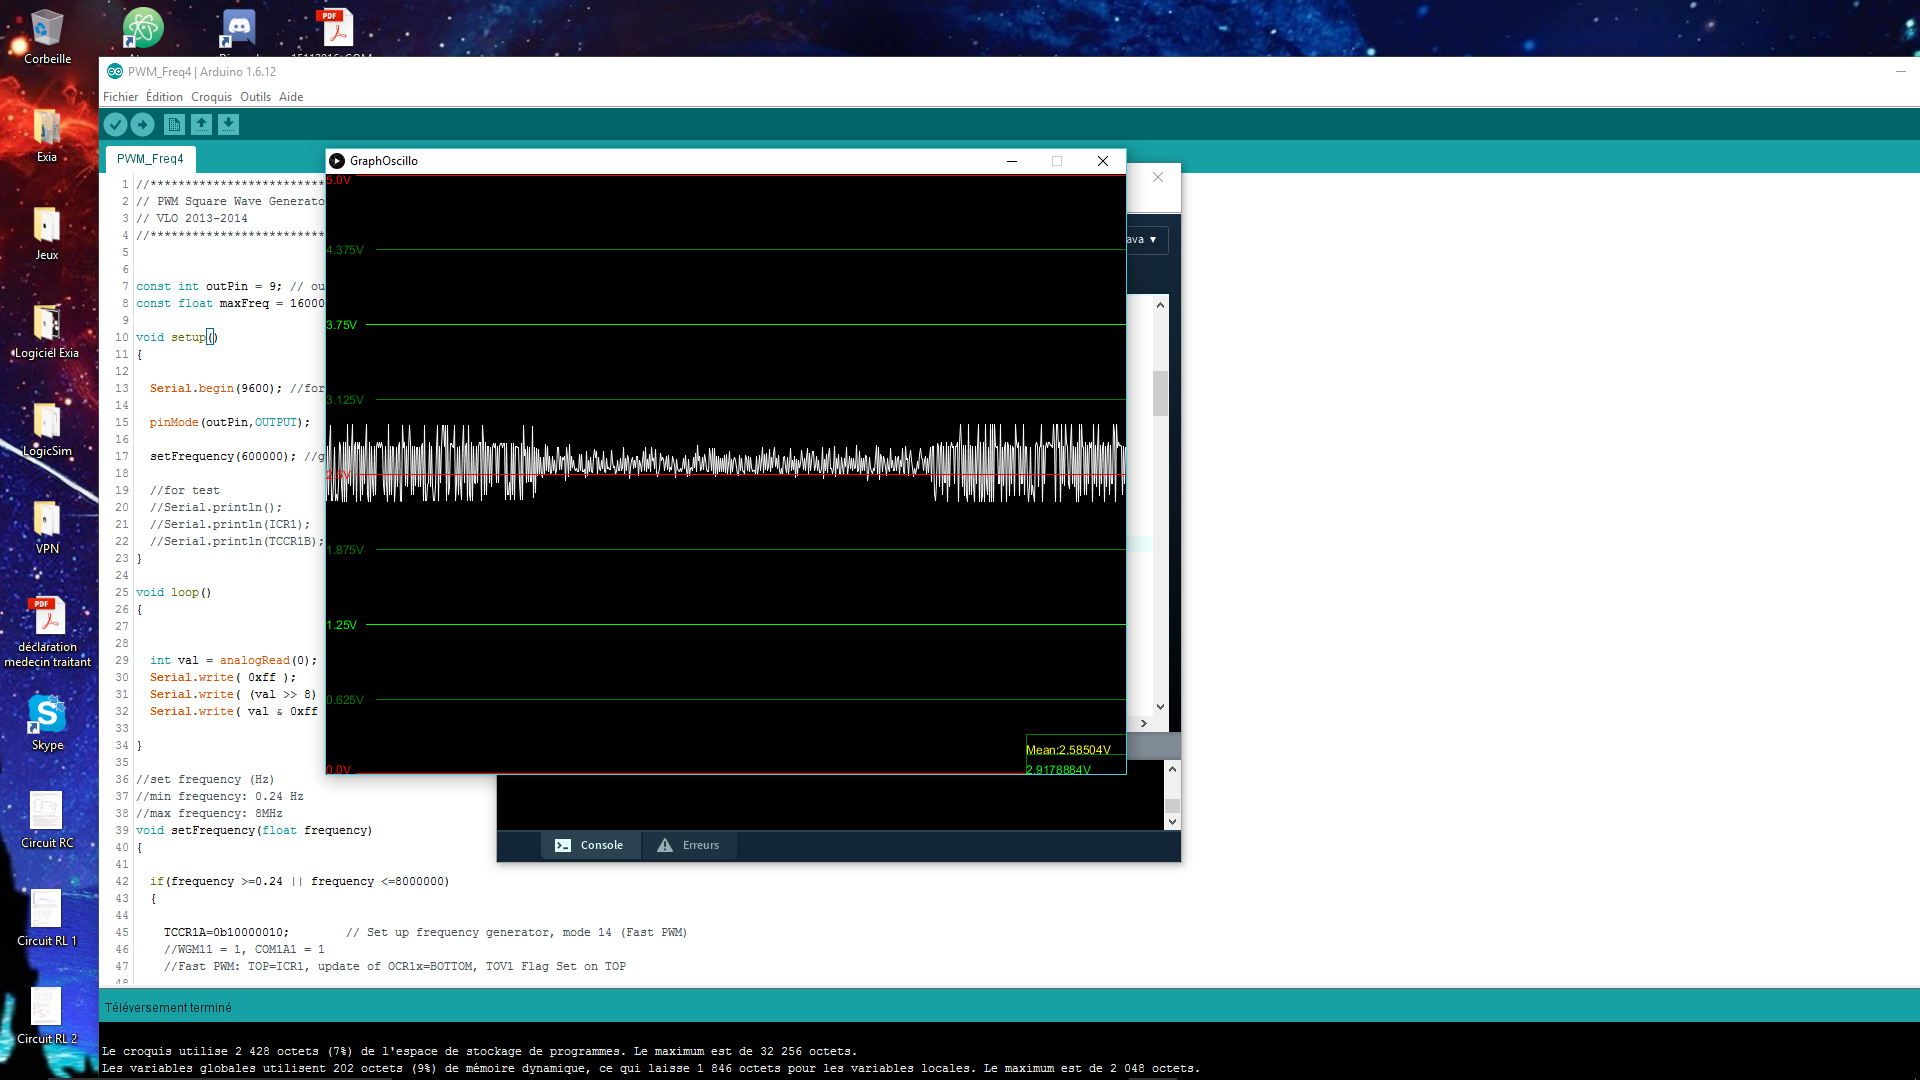 Corbeille
Exia
Jeux
Logiciel Exia
LogicSim
VPN
PDF
déclaration
medecin traitant
Skype
Circuit RC
Circuit RL 1
Circuit RL 2
PDF
PWM_Freq4 | Arduino 1.6.12
Fichier Édition Croquis Outils Aide
PWM_Freq4
1 //***************************
2 // PWM Square Wave Generato
3 // VLO 2013-2014
4 //***************************
5
6
7 const int outPin = 9; // ou
8 const float maxFreq = 16000
9
10 void setup()
11 {
12
13 Serial.begin(9600); //for
14
15 pinMode(outPin,OUTPUT);
16
17 setFrequency(600000); //g
18
19 //for test
20 //Serial.println();
21 //Serial.println(ICR1);
22 //Serial.println(TCCR1B);
23 }
24
25 void loop()
26 {
27
28
29 int val = analogRead(0);
30 Serial.write( 0xff );
31 Serial.write( (val >> 8)
32 Serial.write( val & 0xff
33
34 }
35
36 //set frequency (Hz)
37 //min frequency: 0.24 Hz
38 //max frequency: 8MHz
39 void setFrequency(float frequency)
40 {
41
42 if(frequency >=0.24 || frequency <=8000000)
43 {
44
45 TCCR1A=0b10000010; // Set up frequency generator, mode 14 (Fast PWM)
46 //WGM11 = 1, COM1A1 = 1
47 //Fast PWM: TOP=ICR1, update of OCR1x=BOTTOM, TOV1 Flag Set on TOP
48
GraphOscillo
5.0V
4.375V
3.75V
3.125V
2.5V
1.875V
1.25V
0.625V
0.0V
Mean:2.58504V
2.9178884V
ava
Console
Erreurs
Téléversement terminé
Le croquis utilise 2 428 octets (7%) de l'espace de stockage de programmes. Le maximum est de 32 256 octets.
Les variables globales utilisent 202 octets (9%) de mémoire dynamique, ce qui laisse 1 846 octets pour les variables locales. Le maximum est de 2 048 octets.